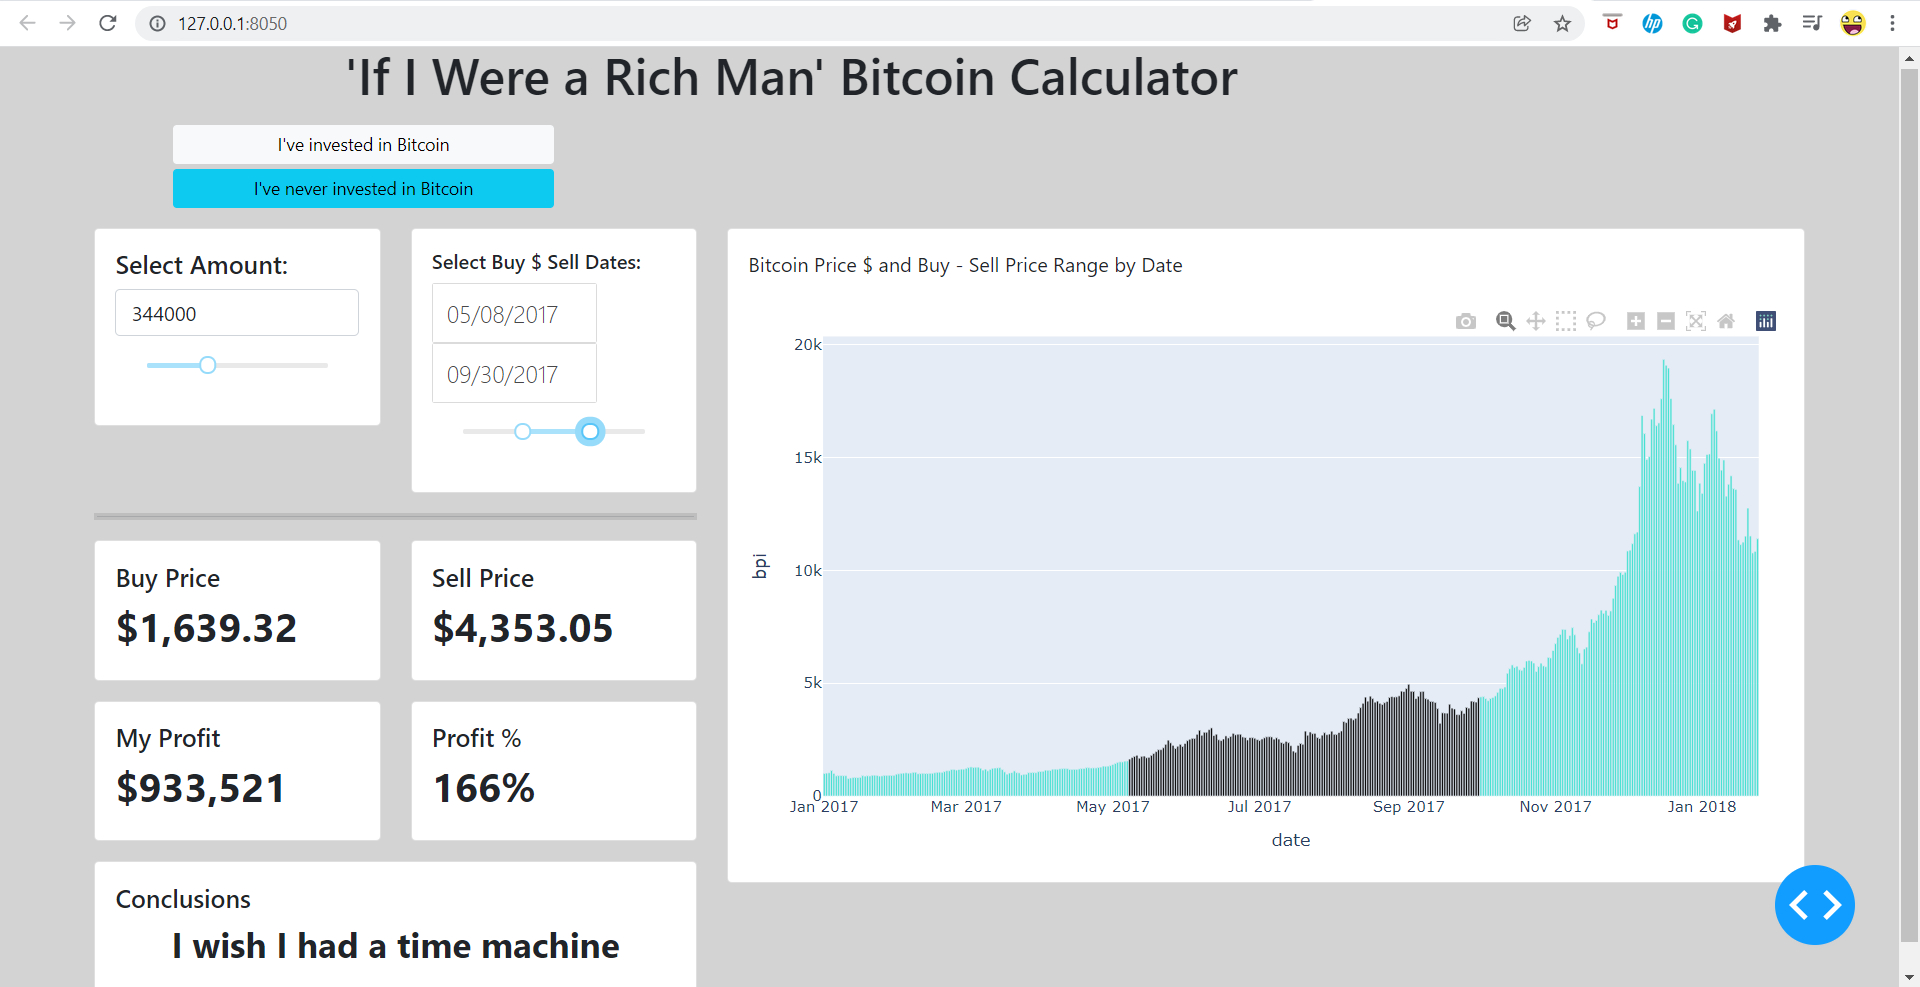 127.0.0.1:8050
'If I Were a Rich Man' Bitcoin Calculator
I've invested in Bitcoin
I've never invested in Bitcoin
Select Amount:
344000
Select Buy $ Sell Dates:
05/08/2017
09/30/2017
Buy Price
$1,639.32
Sell Price
$4,353.05
My Profit
$933,521
Profit %
166%
Conclusions
I wish I had a time machine
Bitcoin Price $ and Buy - Sell Price Range by Date
20k
15k
10k
5k
0
bpi
Jan 2017 Mar 2017 May 2017 Jul 2017 Sep 2017 Nov 2017 Jan 2018
date